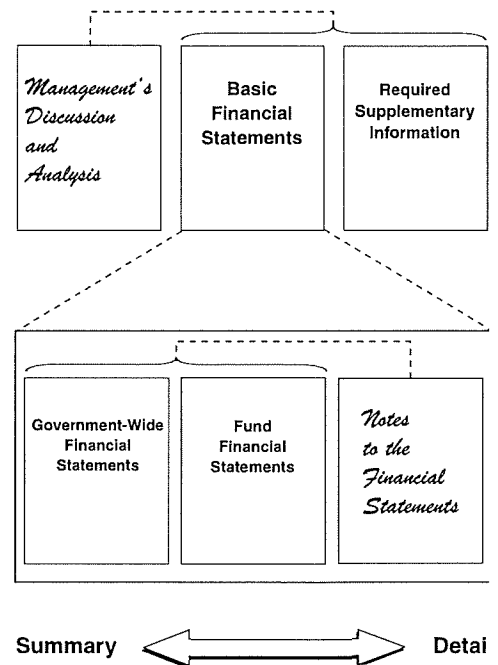 Management's
Discussion
and
Analysis
Basic
Financial
Statements
Required
Supplementary
Information
Government-Wide
Financial
Statements
Fund
Financial
Statements
Notes
to the
Financial
Statements
Summary
Detai